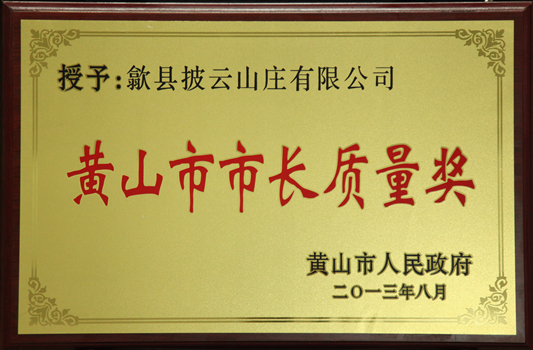 授予:歙县披云山庄有限公司
黄山市市长质量奖
黄山市人民政府
二〇一三年八月